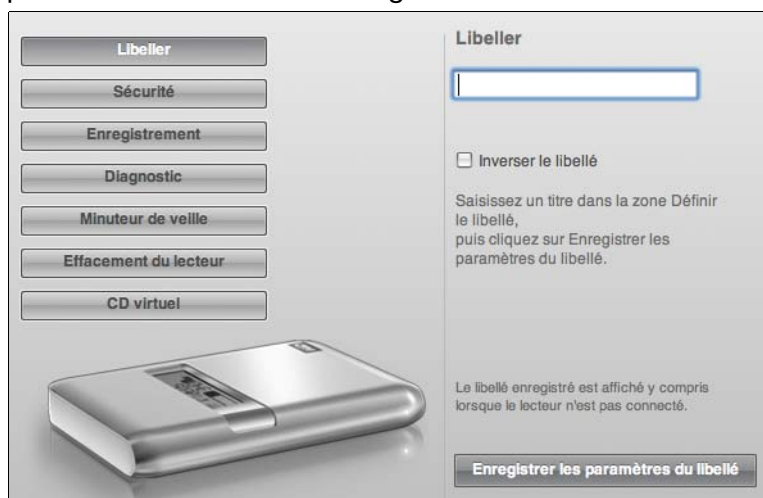 Libeller
Sécurité
Enregistrement
Diagnostic
Minuteur de veille
Effacement du lecteur
CD virtuel
Libeller
Inverser le libellé
Saisissez un titre dans la zone Définir
le libellé,
puis cliquez sur Enregistrer les
paramètres du libellé.
Le libellé enregistré est affiché y compris
lorsque le lecteur n'est pas connecté.
Enregistrer les paramètres du libellé